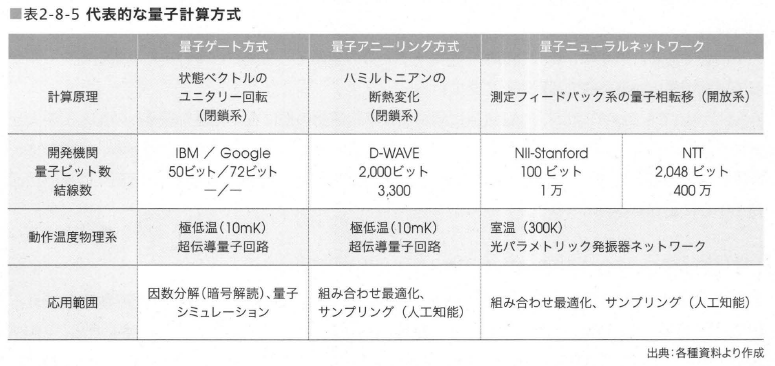 ■表2-8-5 代表的な量子計算方式
量子ゲート方式 量子アニーリング方式 量子ニューラルネットワーク
計算原理
状態ベクトルの
ユニタリー回転
(閉鎖系)
ハミルトニアンの
断熱変化
(閉鎖系)
測定フィードバック系の量子相転移(開放系)
開発機関
量子ビット数
結線数
IBM / Google
50ビット/72ビット
—/—
D-WAVE
2,000ビット
3,300
NII-Stanford
100 ビット
1万
NTT
2,048 ビット
400 万
動作温度物理系
極低温(10mK)
超伝導量子回路
極低温(10mK)
超伝導量子回路
室温(300K)
光パラメトリック発振器ネットワーク
応用範囲
因数分解(暗号解読)、量子
シミュレーション
組み合わせ最適化、
サンプリング(人工知能)
組み合わせ最適化、サンプリング(人工知能)
出典:各種資料より作成